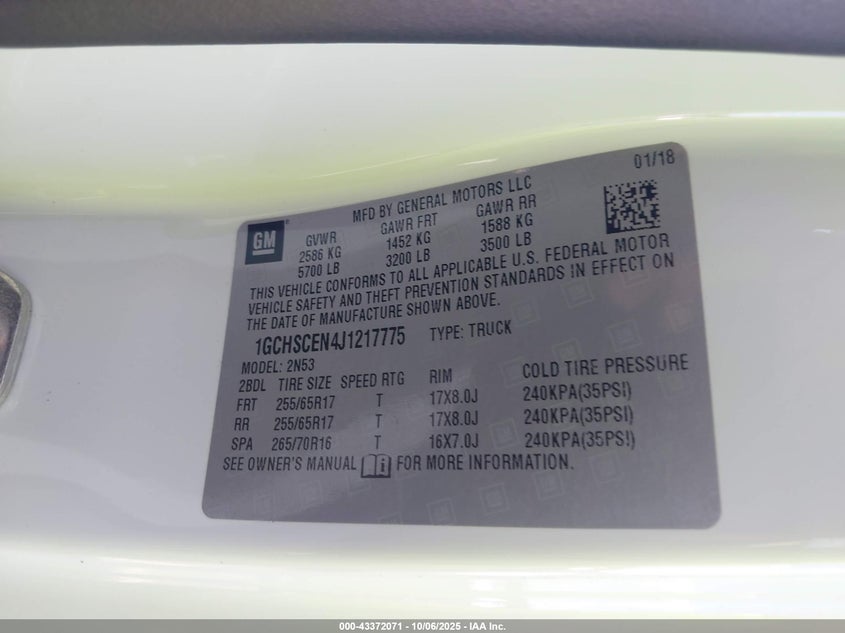 01/18
MFD BY GENERAL MOTORS LLC
GM
GVWR GAWR FRT GAWR RR
2586 KG 1452 KG 1588 KG
5700 LB 3200 LB 3500 LB
THIS VEHICLE CONFORMS TO ALL APPLICABLE U.S. FEDERAL MOTOR
VEHICLE SAFETY AND THEFT PREVENTION STANDARDS IN EFFECT ON
THE DATE OF MANUFACTURE SHOWN ABOVE.
1GCHSCEN4J1217775 TYPE: TRUCK
MODEL: 2N53
2BDL TIRE SIZE SPEED RTG RIM COLD TIRE PRESSURE
FRT 255/65R17 T 17X8.0J 240KPA(35PSI)
RR 255/65R17 T 17X8.0J 240KPA(35PSI)
SPA 265/70R16 T 16X7.0J 240KPA(35PSI)
SEE OWNER'S MANUAL FOR MORE INFORMATION.
000-43372071 - 10/06/2025 - IAA Inc.